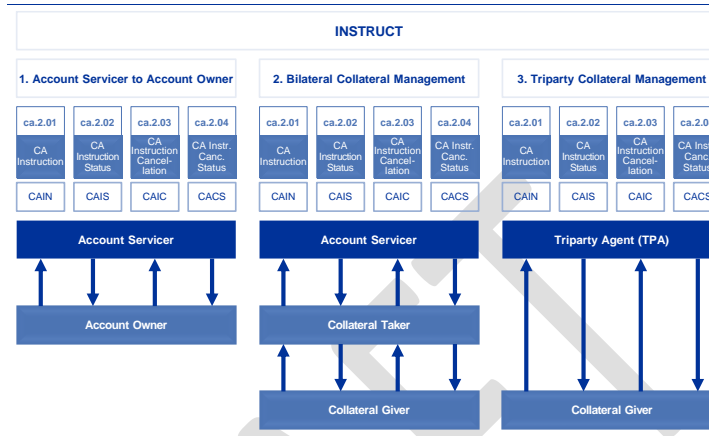 INSTRUCT
1. Account Servicer to Account Owner
2. Bilateral Collateral Management
3. Triparty Collateral Management
ca.2.01
ca.2.02
ca.2.03
ca.2.04
ca.2.01
ca.2.02
ca.2.03
ca.2.04
ca.2.01
ca.2.02
ca.2.03
CA
Instruction
CA
Instruction
Status
CA
Instruction
Cancel-
lation
CA Instr.
Canc.
Status
CA
Instruction
CA
Instruction
Status
CA
Instruction
Cancel-
lation
CA Instr.
Canc.
Status
CA
Instruction
CA
Instruction
Status
CA
Instruction
Cancel-
lation
CA Inst
Canc
Status
CAIN
CAIS
CAIC
CACS
CAIN
CAIS
CAIC
CACS
CAIN
CAIS
CAIC
CACS
Account Servicer
Account Servicer
Triparty Agent (TPA)
Account Owner
Collateral Taker
Collateral Giver
Collateral Giver